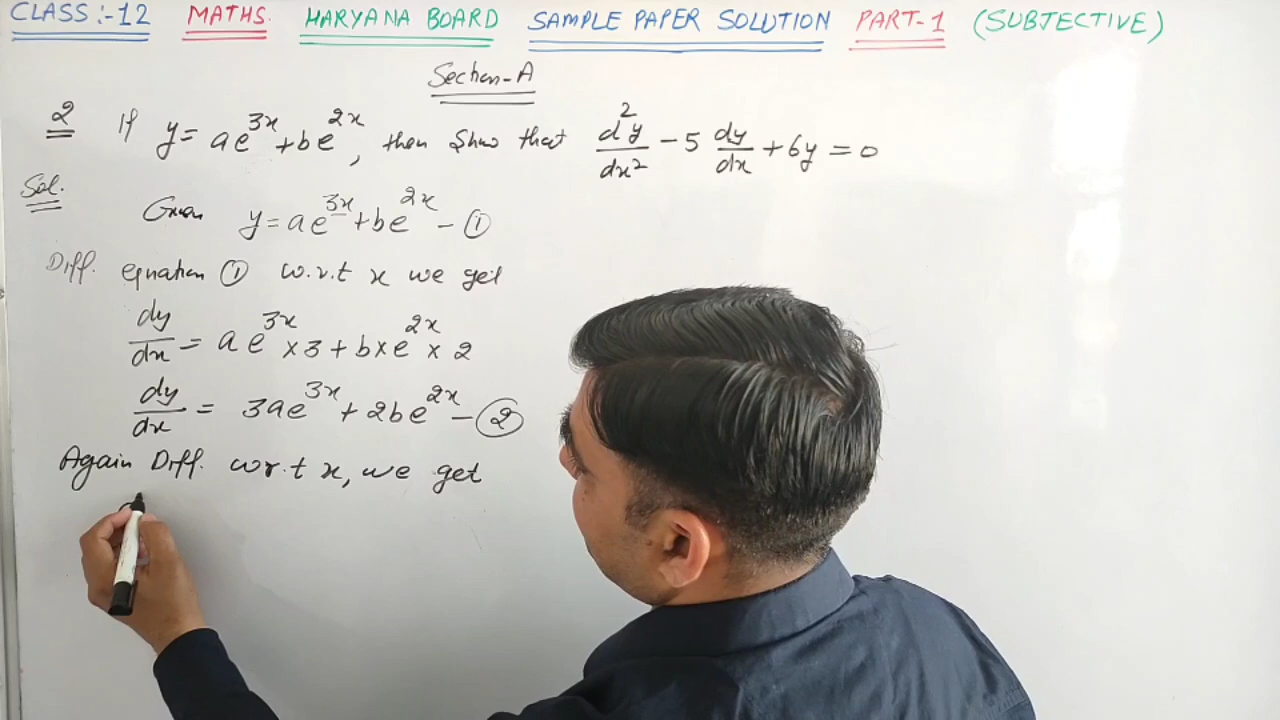 CLASS:-12 MATHS. HARYANA BOARD SAMPLE PAPER SOLUTION PART-1 (SUBJECTIVE)
Section-A
2 If y = ae^{3x} + be^{2x}, then Show that d²y/dx² - 5 dy/dx + 6y = 0
Sol.
Given y = ae^{3x} + be^{2x} - ①
Diff. equation ① w.r.t x we get
dy/dx = ae^{3x} × 3 + b × e^{2x} × 2
dy/dx = 3ae^{3x} + 2be^{2x} - ②
Again Diff. w.r.t x, we get